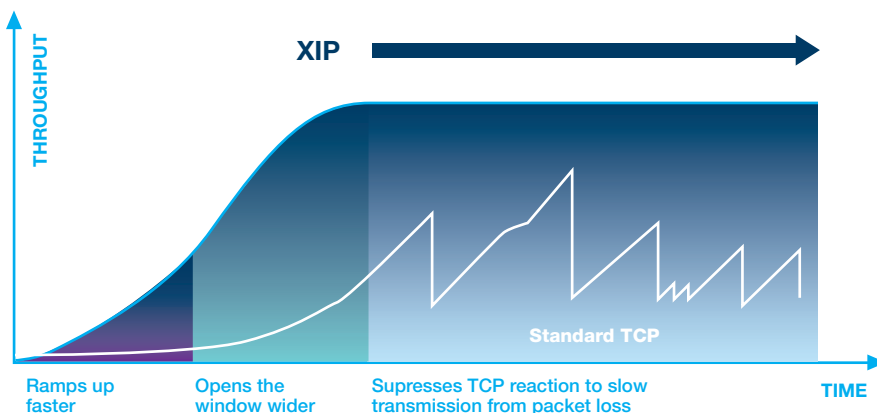 XIP
THROUGHPUT
Standard TCP
Ramps up
faster
Opens the
window wider
Supresses TCP reaction to slow
transmission from packet loss
TIME